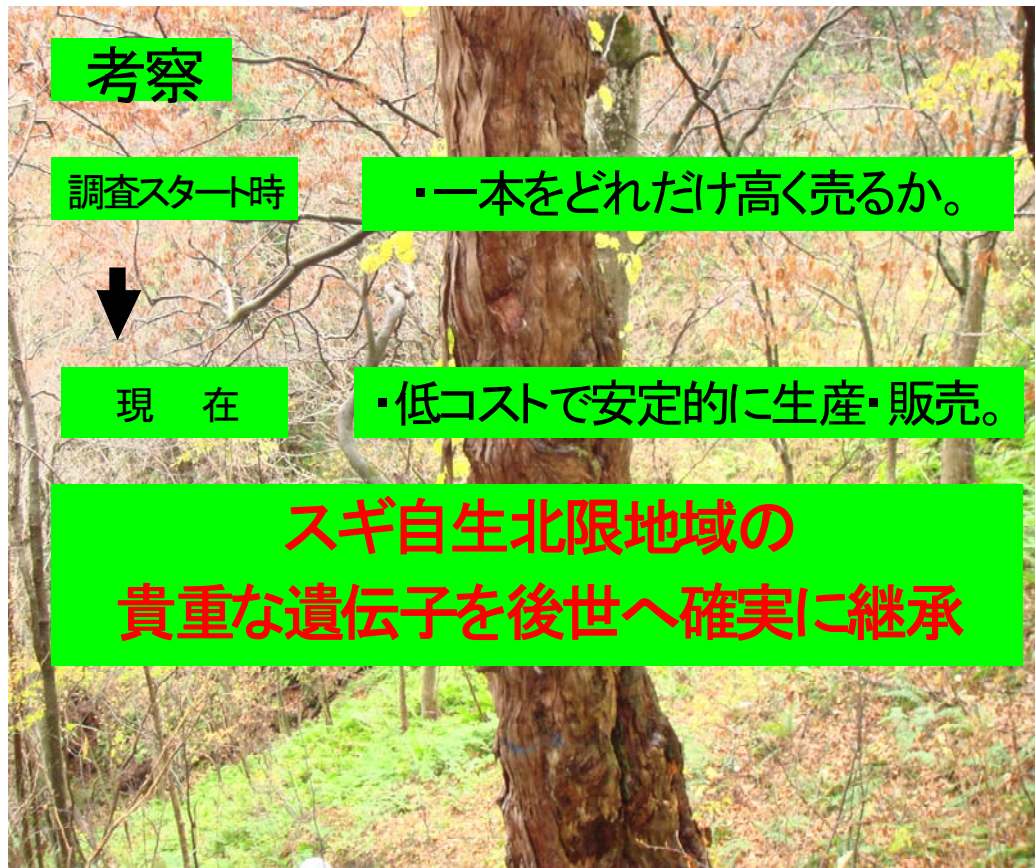 考察
調査スタート時
・一本をどれだけ高く売るか。
現　在
・低コストで安定的に生産・販売。
スギ自生北限地域の
貴重な遺伝子を後世へ確実に継承